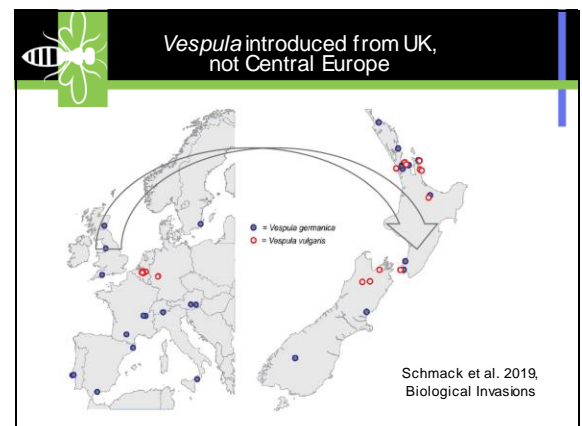 Vespula introduced from UK,
not Central Europe
= Vespula germanica
= Vespula vulgaris
Schmack et al. 2019,
Biological Invasions